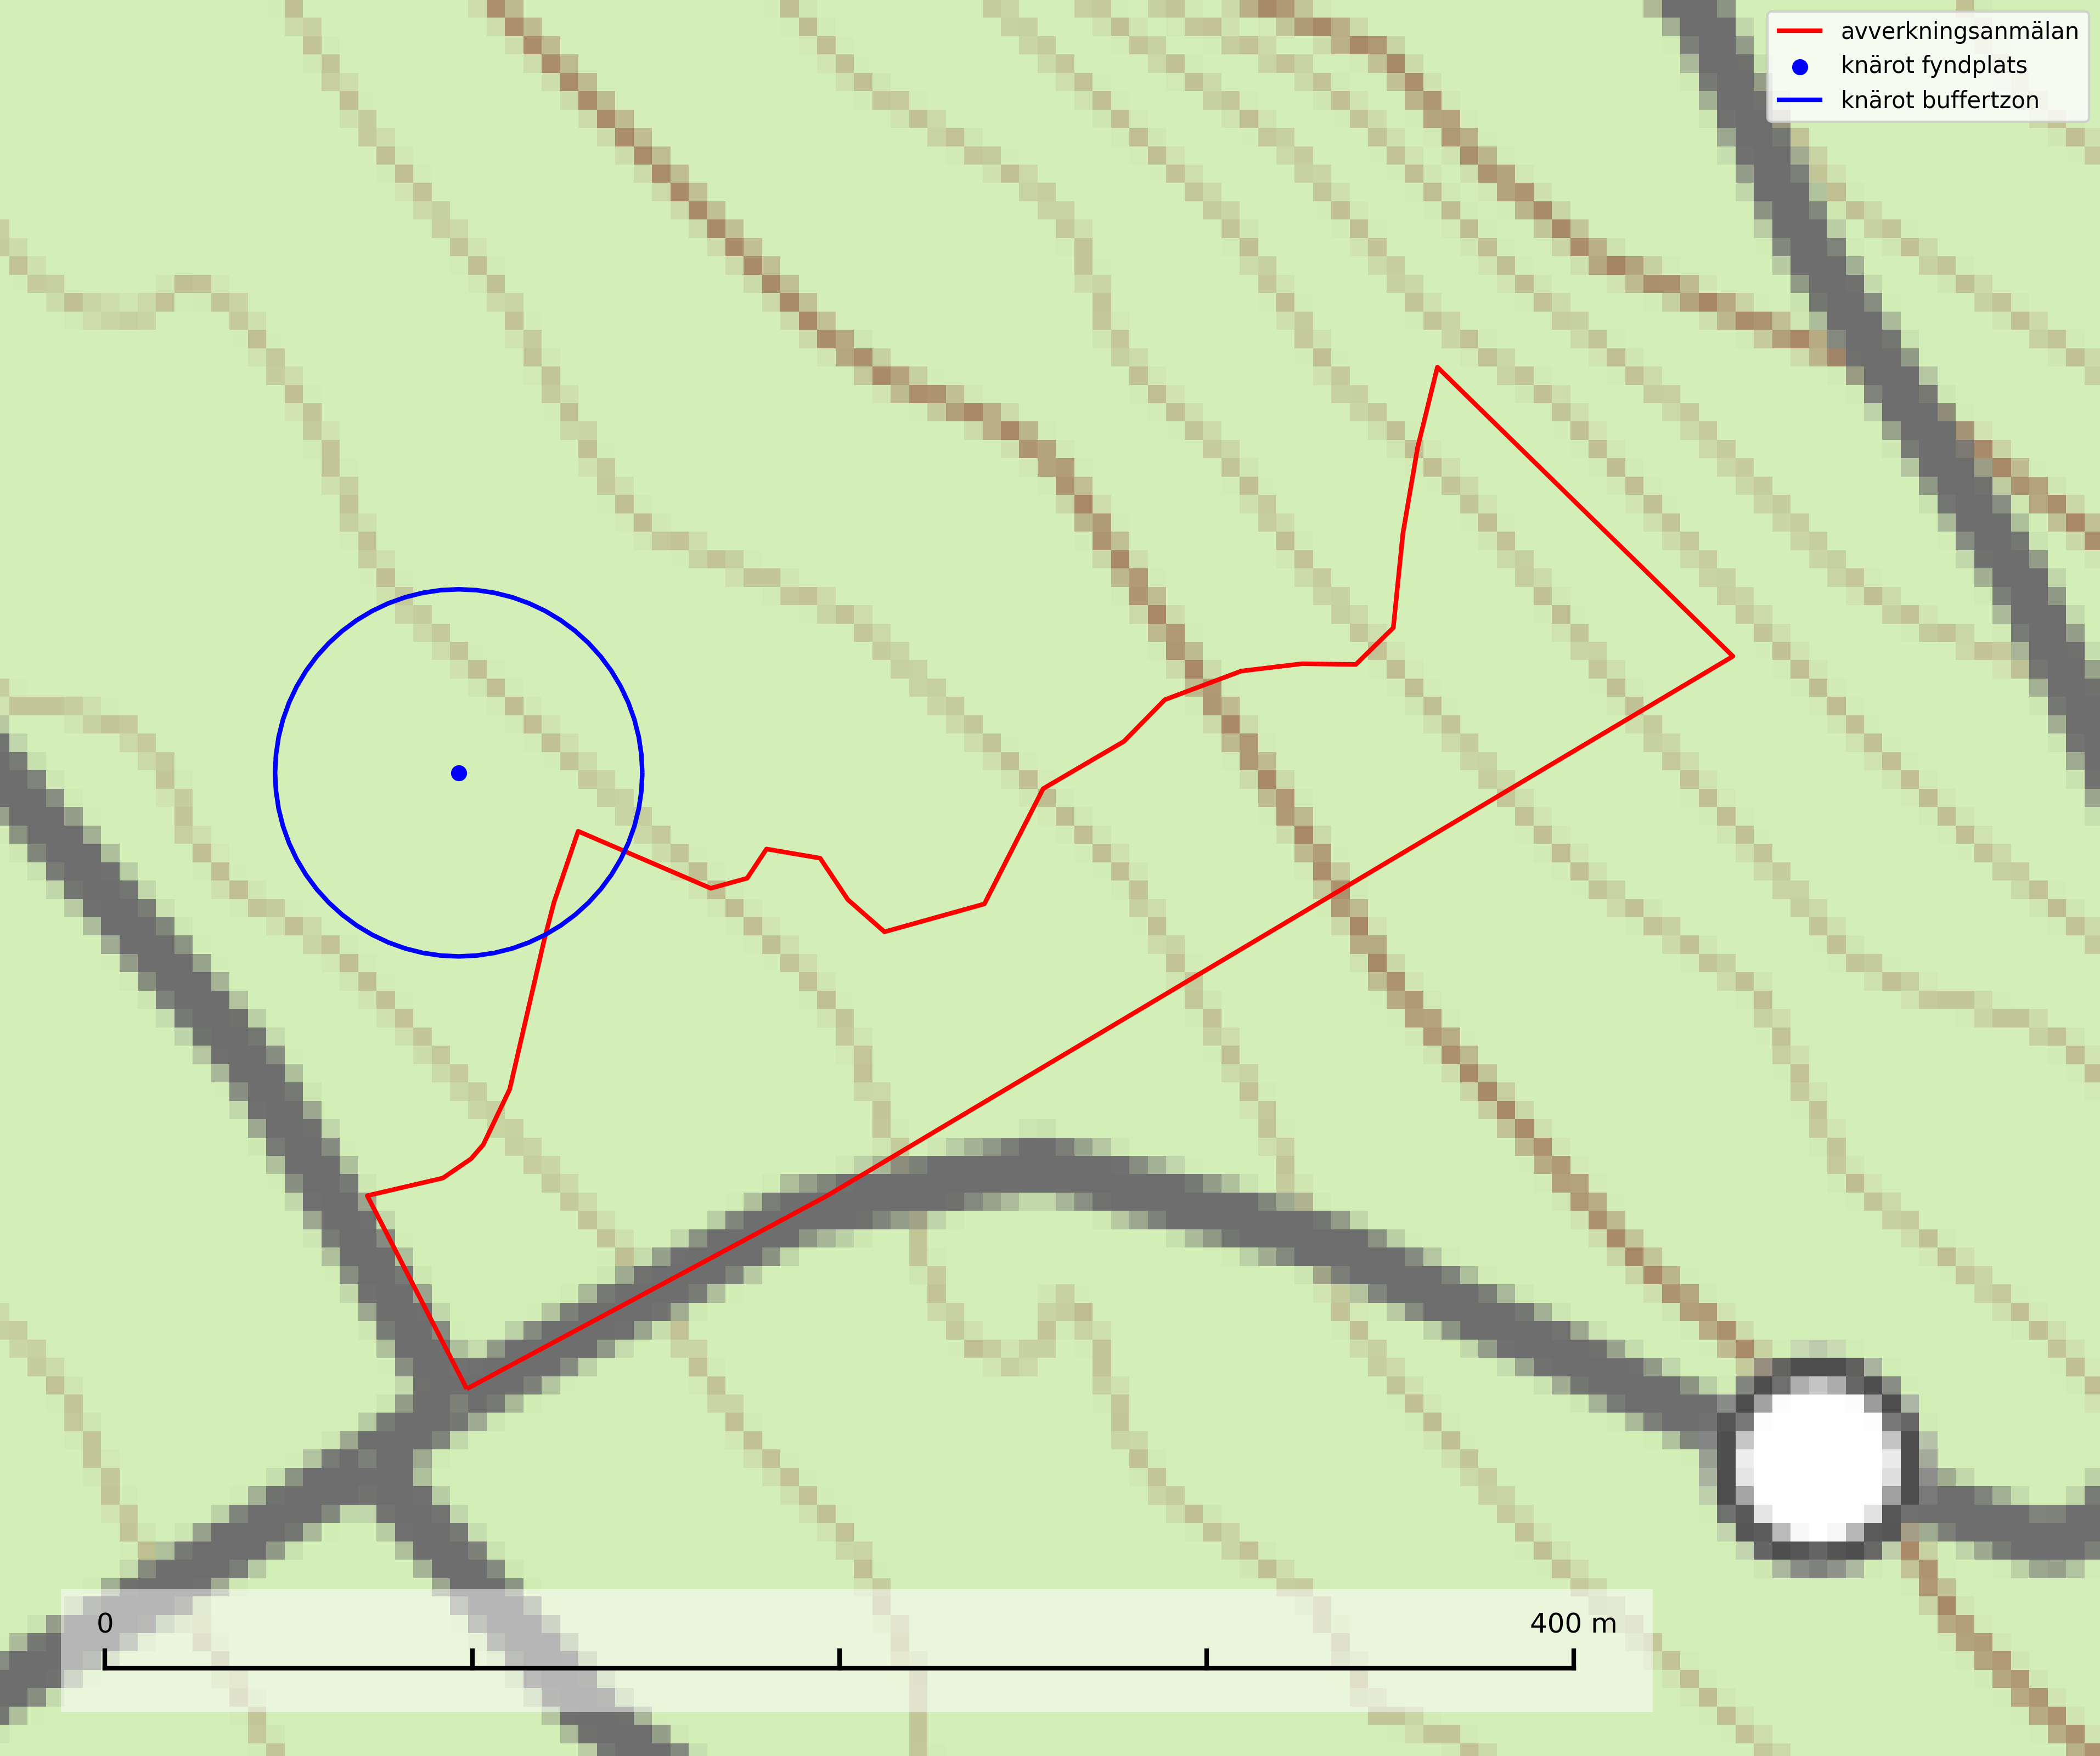 avverkningsanmälan
knärot fyndplats
knärot buffertzon
0 400 m